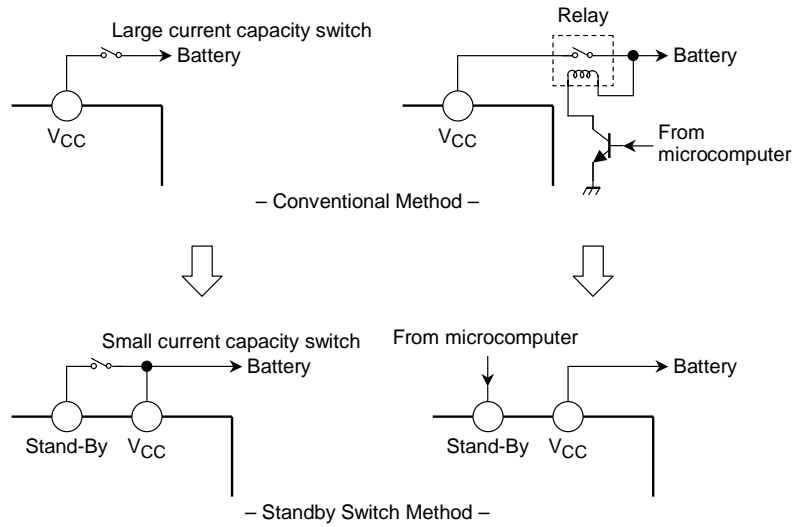 Large current capacity switch
Battery
VCC
Relay
Battery
VCC
From
microcomputer
– Conventional Method –
Small current capacity switch
Battery
Stand-By
VCC
From microcomputer
Battery
Stand-By
VCC
– Standby Switch Method –